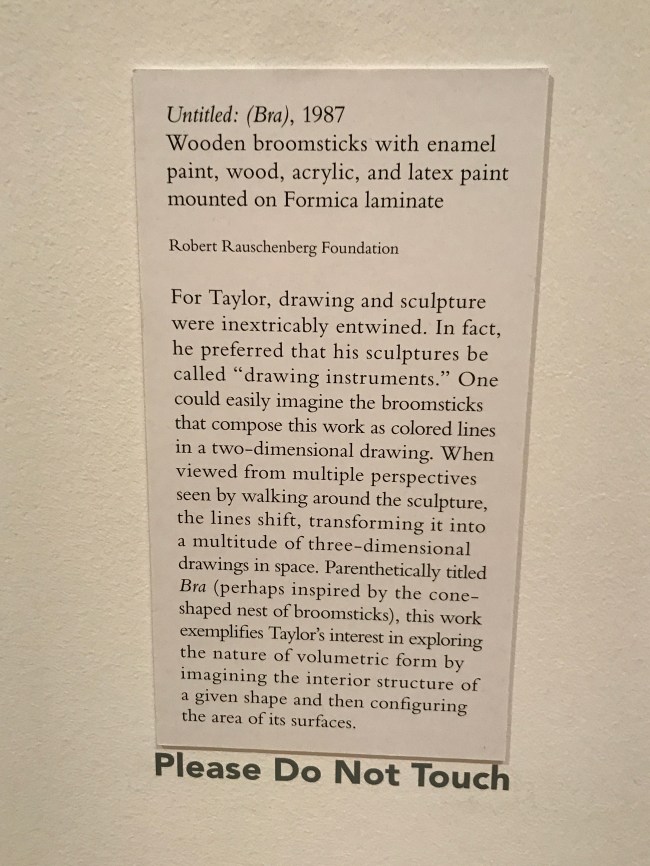 Untitled: (Bra), 1987
Wooden broomsticks with enamel
paint, wood, acrylic, and latex paint
mounted on Formica laminate
Robert Rauschenberg Foundation
For Taylor, drawing and sculpture
were inextricably entwined. In fact,
he preferred that his sculptures be
called “drawing instruments.” One
could easily imagine the broomsticks
that compose this work as colored lines
in a two-dimensional drawing. When
viewed from multiple perspectives
seen by walking around the sculpture,
the lines shift, transforming it into
a multitude of three-dimensional
drawings in space. Parenthetically titled
Bra (perhaps inspired by the cone-
shaped nest of broomsticks), this work
exemplifies Taylor’s interest in exploring
the nature of volumetric form by
imagining the interior structure of
a given shape and then configuring
the area of its surfaces.
Please Do Not Touch